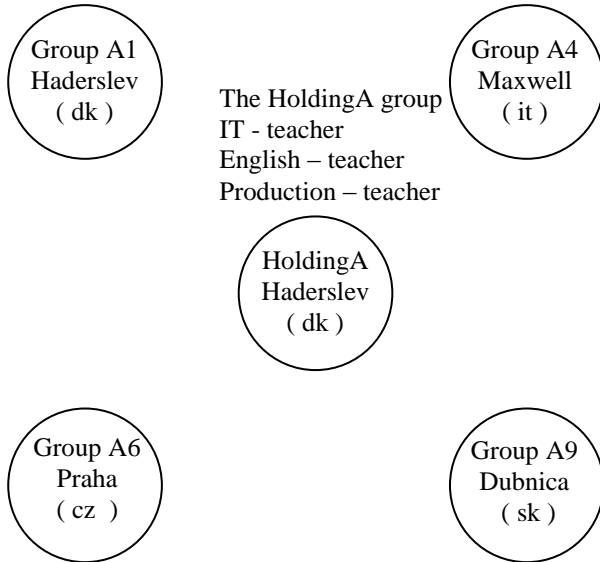 Group A1
Haderslev
( dk )
Group A4
Maxwell
( it )
The HoldingA group
IT - teacher
English – teacher
Production – teacher
HoldingA
Haderslev
( dk )
Group A6
Praha
( cz  )
Group A9
Dubnica
( sk )